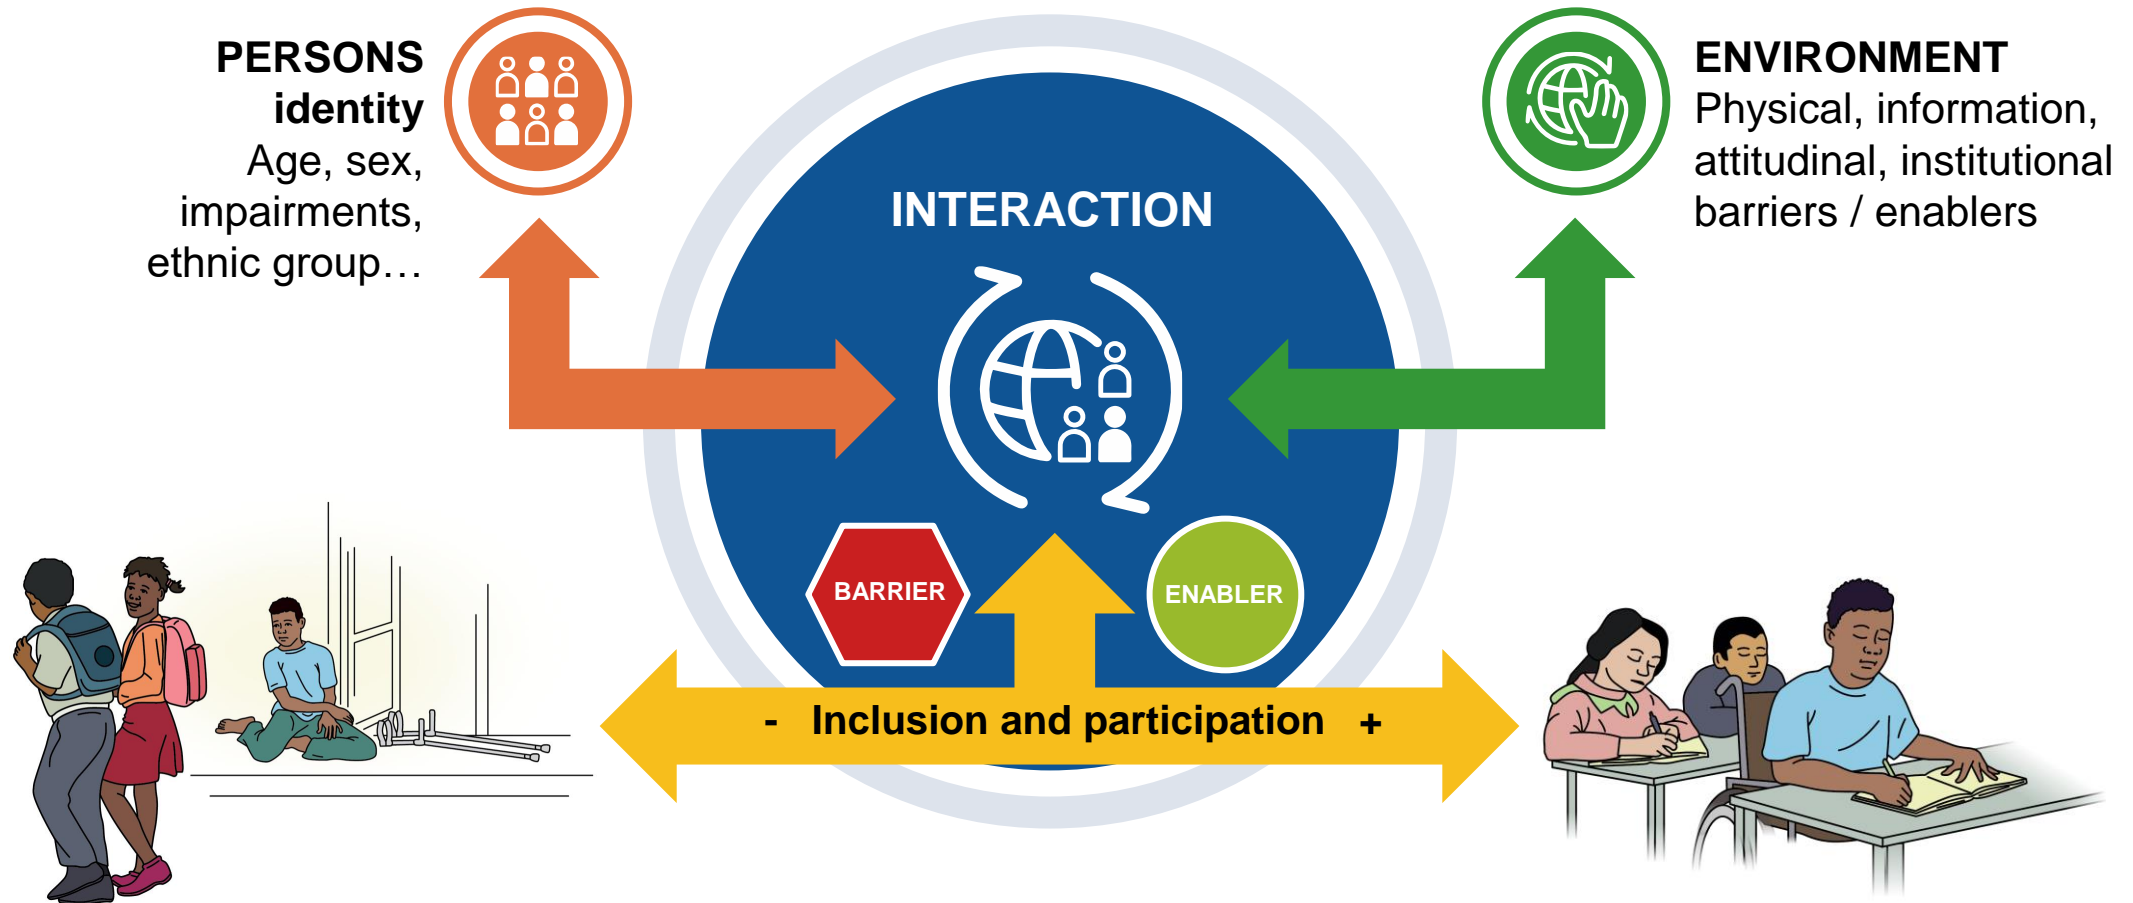 PERSONS
identity
Age, sex,
impairments,
ethnic group…
INTERACTION
ENVIRONMENT
Physical, information,
attitudinal, institutional
barriers / enablers
BARRIER
ENABLER
- Inclusion and participation +